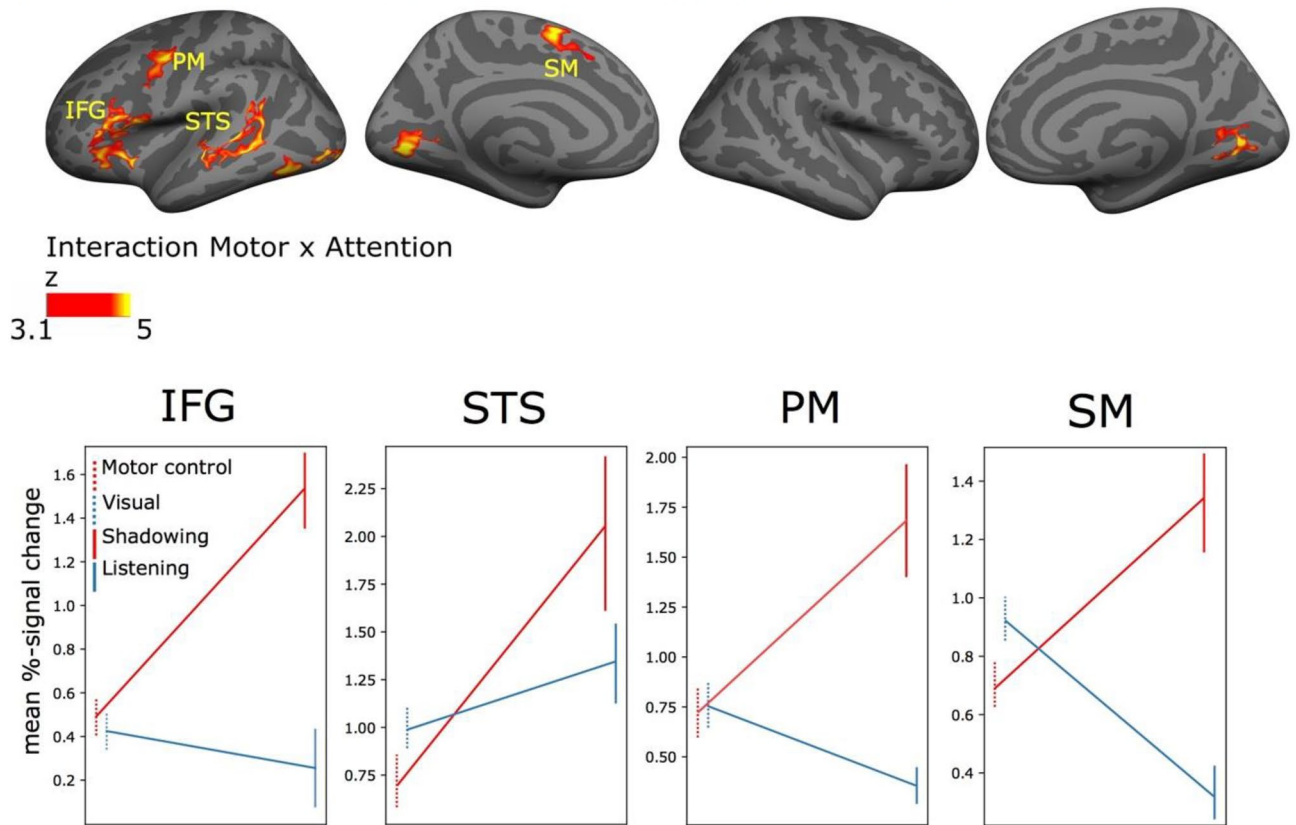 PM
IFG
STS
SM
Interaction Motor x Attention
z
3.1 5
IFG STS PM SM
mean %-signal change
Motor control
Visual
Shadowing
Listening
1.6
1.4
1.2
1.0
0.8
0.6
0.4
0.2
2.25
2.00
1.75
1.50
1.25
1.00
0.75
2.00
1.75
1.50
1.25
1.00
0.75
0.50
1.4
1.2
1.0
0.8
0.6
0.4